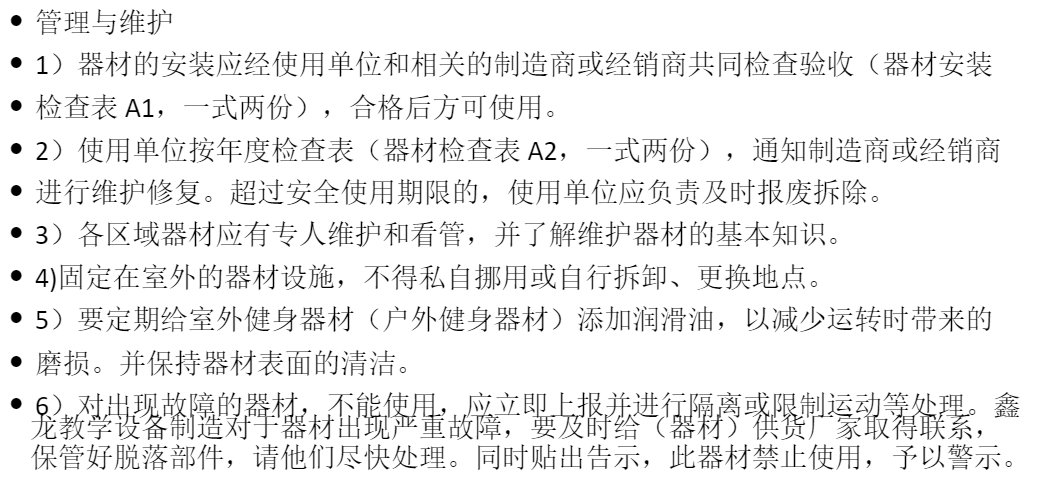 • 管理与维护
• 1）器材的安装应经使用单位和相关的制造商或经销商共同检查验收（器材安装
• 检查表 A1，一式两份），合格后方可使用。
• 2）使用单位按年度检查表（器材检查表 A2，一式两份），通知制造商或经销商
• 进行维护修复。超过安全使用期限的，使用单位应负责及时报废拆除。
• 3）各区域器材应有专人维护和看管，并了解维护器材的基本知识。
• 4)固定在室外的器材设施，不得私自挪用或自行拆卸、更换地点。
• 5）要定期给室外健身器材（户外健身器材）添加润滑油，以减少运转时带来的
• 磨损。并保持器材表面的清洁。
• 6）对出现故障的器材，不能使用，应立即上报并进行隔离或限制运动等处理。鑫
龙教学设备制造对于器材出现严重故障，要及时给（器材）供货厂家取得联系，
保管好脱落部件，请他们尽快处理。同时贴出告示，此器材禁止使用，予以警示。